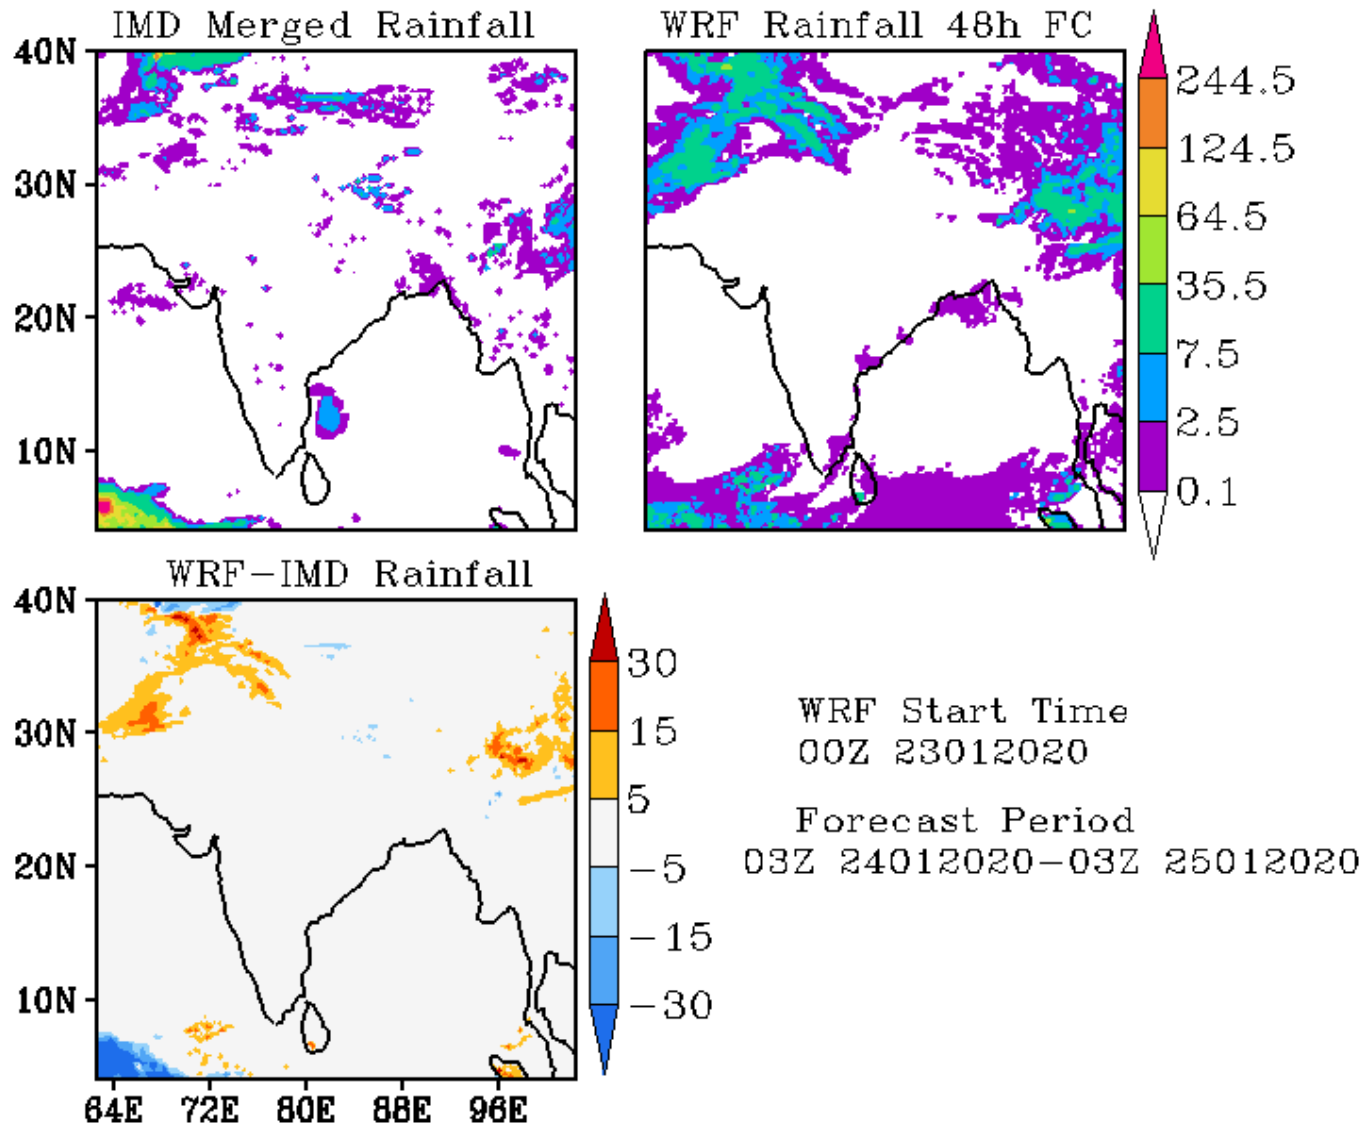 IMD Merged Rainfall
WRF Rainfall 48h FC
40N
30N
20N
10N
244.5
124.5
64.5
35.5
7.5
2.5
0.1
WRF-IMD Rainfall
40N
30N
20N
10N
64E 72E 80E 88E 96E
30
15
5
-5
-15
-30
WRF Start Time
00Z 23012020
Forecast Period
03Z 24012020-03Z 25012020